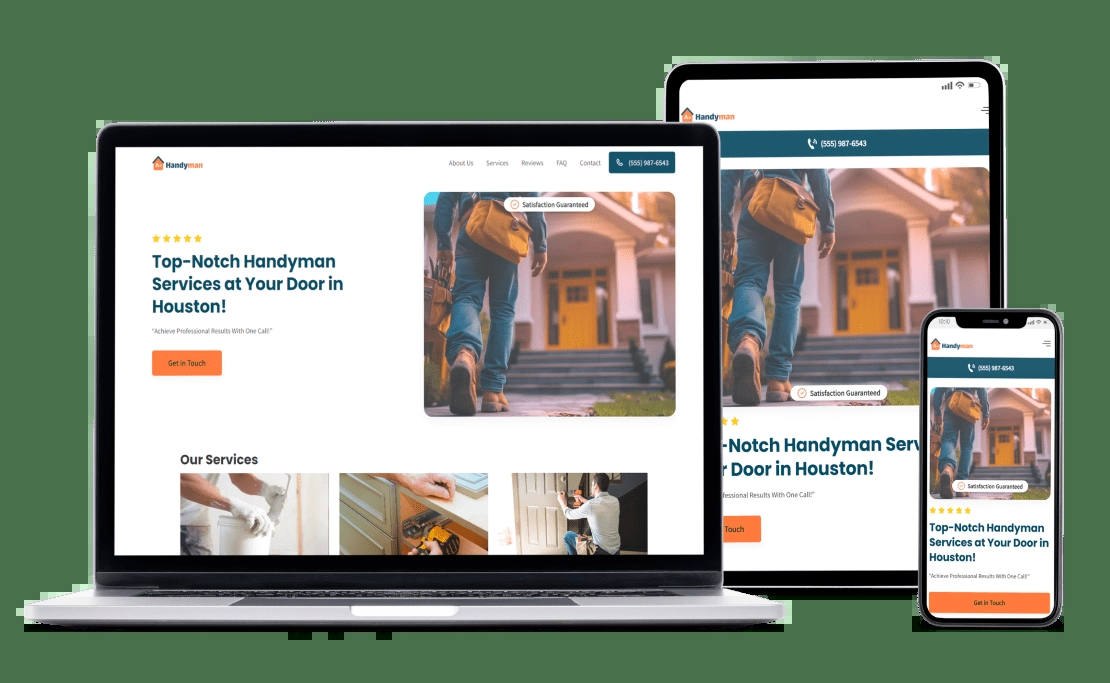 Handyman
About Us Services Reviews FAQ Contact (555) 987-6543
Satisfaction Guaranteed
Top-Notch Handyman
Services at Your Door in
Houston!
"Achieve Professional Results With One Call!"
Get in Touch
Our Services
Handyman
(555) 987-6543
Satisfaction Guaranteed
-Notch Handyman Serv
r Door in Houston!
fessional Results With One Call!"
Touch
10:10
Handyman
(555) 987-6543
Satisfaction Guaranteed
Top-Notch Handyman
Services at Your Door in
Houston!
"Achieve Professional Results With One Call!"
Get in Touch